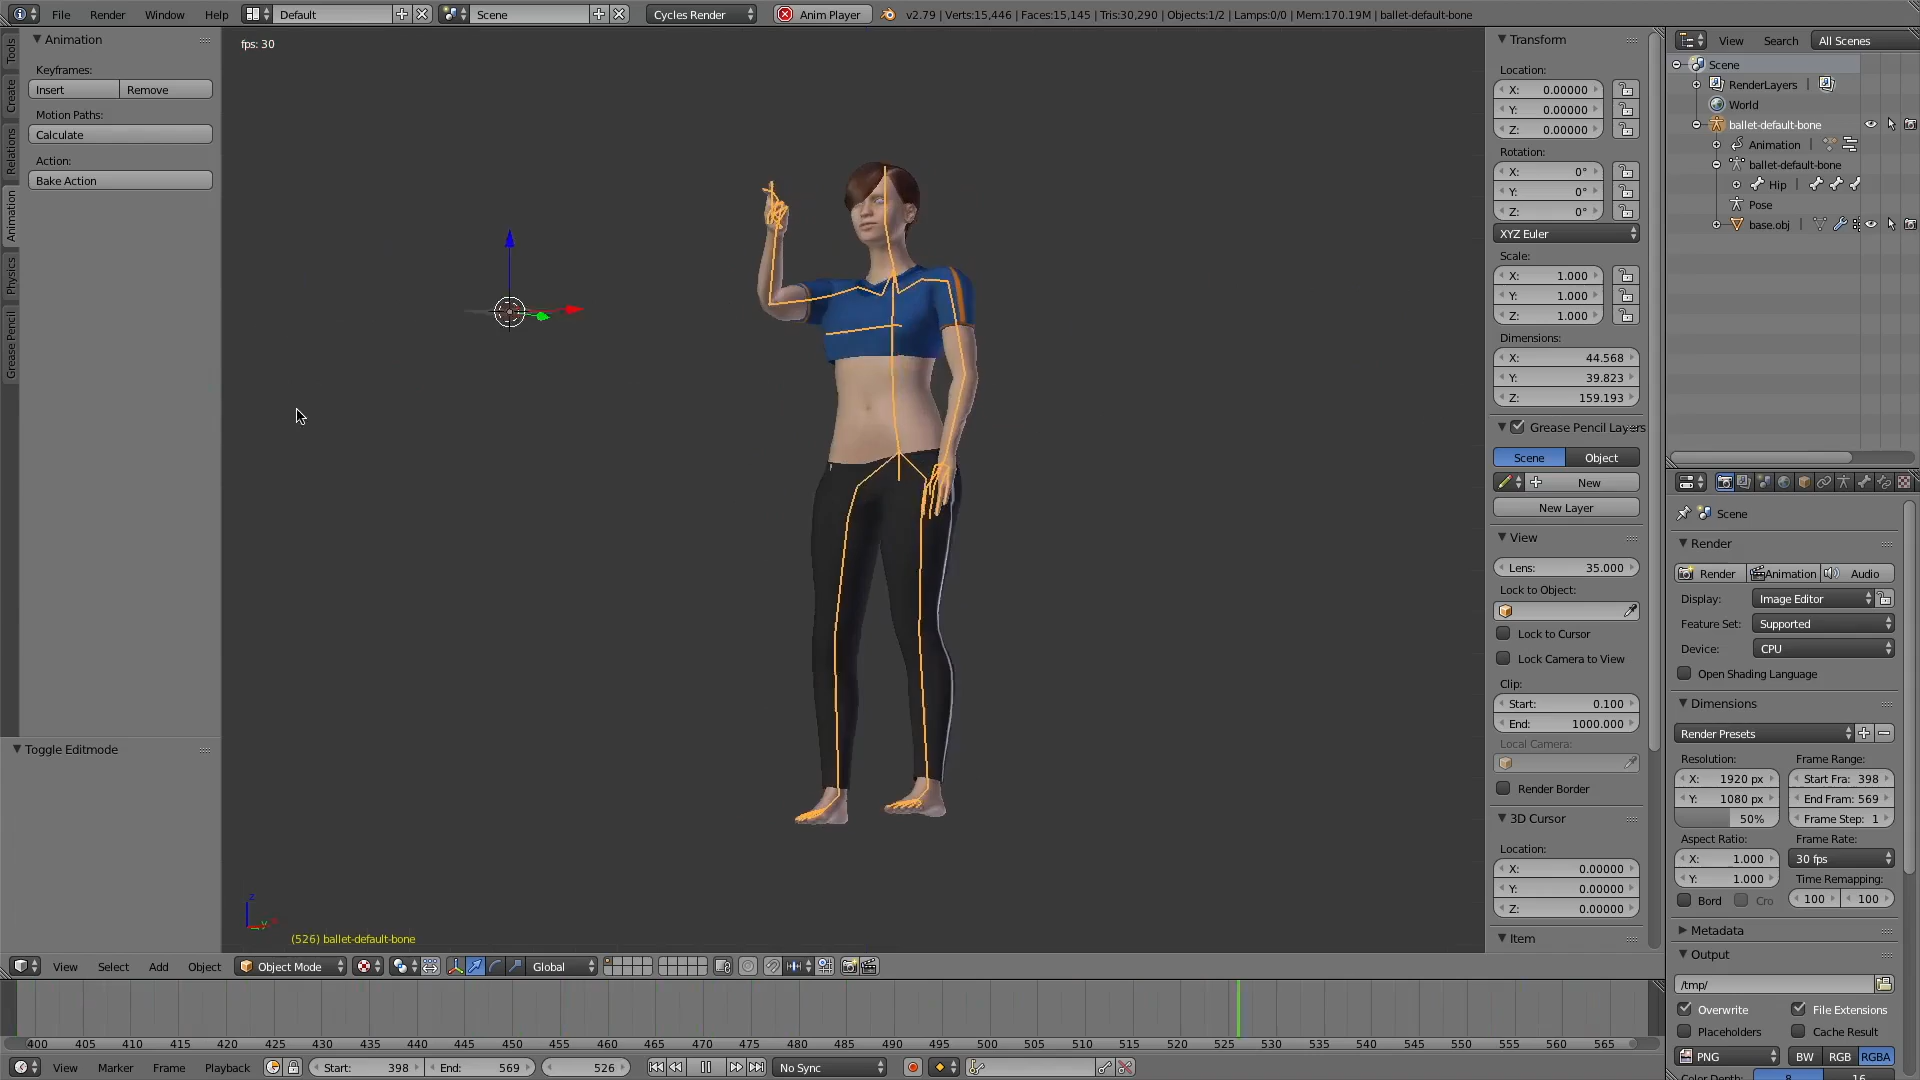 File Render Window Help Default Scene Cycles Render Anim Player v2.79 | Verts:15,446 | Faces:15,145 | Tris:30,290 | Objects:1/2 | Lamps:0/0 | Mem:170.19M | ballet-default-bone
Tools
Create
Relations
Animation
Physics
Grease Pencil
Animation
Keyframes:
Insert Remove
Motion Paths:
Calculate
Action:
Bake Action
Toggle Editmode
fps: 30
z
y
(526) ballet-default-bone
Transform
Location:
X: 0.00000
Y: 0.00000
Z: 0.00000
Rotation:
X: 0°
Y: 0°
Z: 0°
XYZ Euler
Scale:
X: 1.000
Y: 1.000
Z: 1.000
Dimensions:
X: 44.568
Y: 39.823
Z: 159.193
Grease Pencil Layers
Scene Object
New
New Layer
View
Lens: 35.000
Lock to Object:
Lock to Cursor
Lock Camera to View
Clip:
Start: 0.100
End: 1000.000
Local Camera:
Render Border
3D Cursor
Location:
X: 0.00000
Y: 0.00000
Z: 0.00000
Item
View Search All Scenes
Scene
RenderLayers |
World
ballet-default-bone
Animation |
ballet-default-bone
Hip |
Pose
base.obj |
Scene
Render
Render Animation Audio
Display: Image Editor
Feature Set: Supported
Device: CPU
Open Shading Language
Dimensions
Render Presets
Resolution: Frame Range:
X: 1920 px Start Fra: 398
Y: 1080 px End Fram: 569
50% Frame Step: 1
Aspect Ratio: Frame Rate:
X: 1.000 30 fps
Y: 1.000 Time Remapping:
Bord Cro 100 100
Metadata
Output
/tmp/
Overwrite File Extensions
Placeholders Cache Result
PNG BW RGB RGBA
Color Depth: 8 16
View Select Add Object Object Mode Global
400 405 410 415 420 425 430 435 440 445 450 455 460 465 470 475 480 485 490 495 500 505 510 515 520 525 530 535 540 545 550 555 560 565
View Marker Frame Playback Start: 398 End: 569 526 No Sync